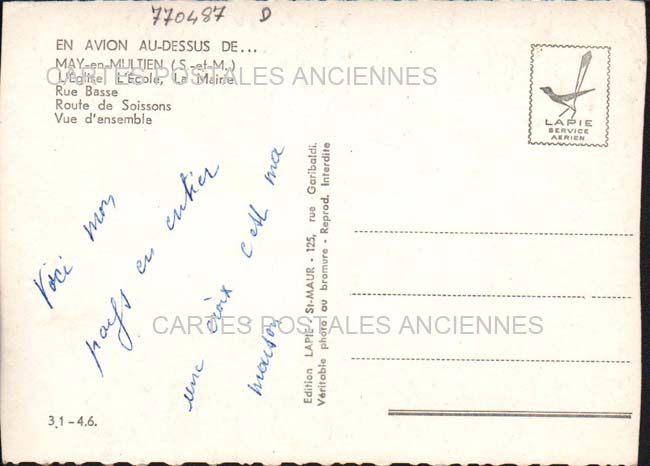 770487 D
EN AVION AU-DESSUS DE...
MAY-en-MULTIEN (S.-et-M.)
L'Eglise, L'Ecole, La Mairie
Rue Basse
Route de Soissons
Vue d'ensemble
CARTES POSTALES ANCIENNES
LAPIE
SERVICE
AERIEN
Voici mon
pays en entier
une croix c'est ma
maison
Edition LAPIE - St-MAUR - 125, rue Garibaldi.
Véritable photo au bromure - Reprod. Interdite
CARTES POSTALES ANCIENNES
3.1 - 4.6.